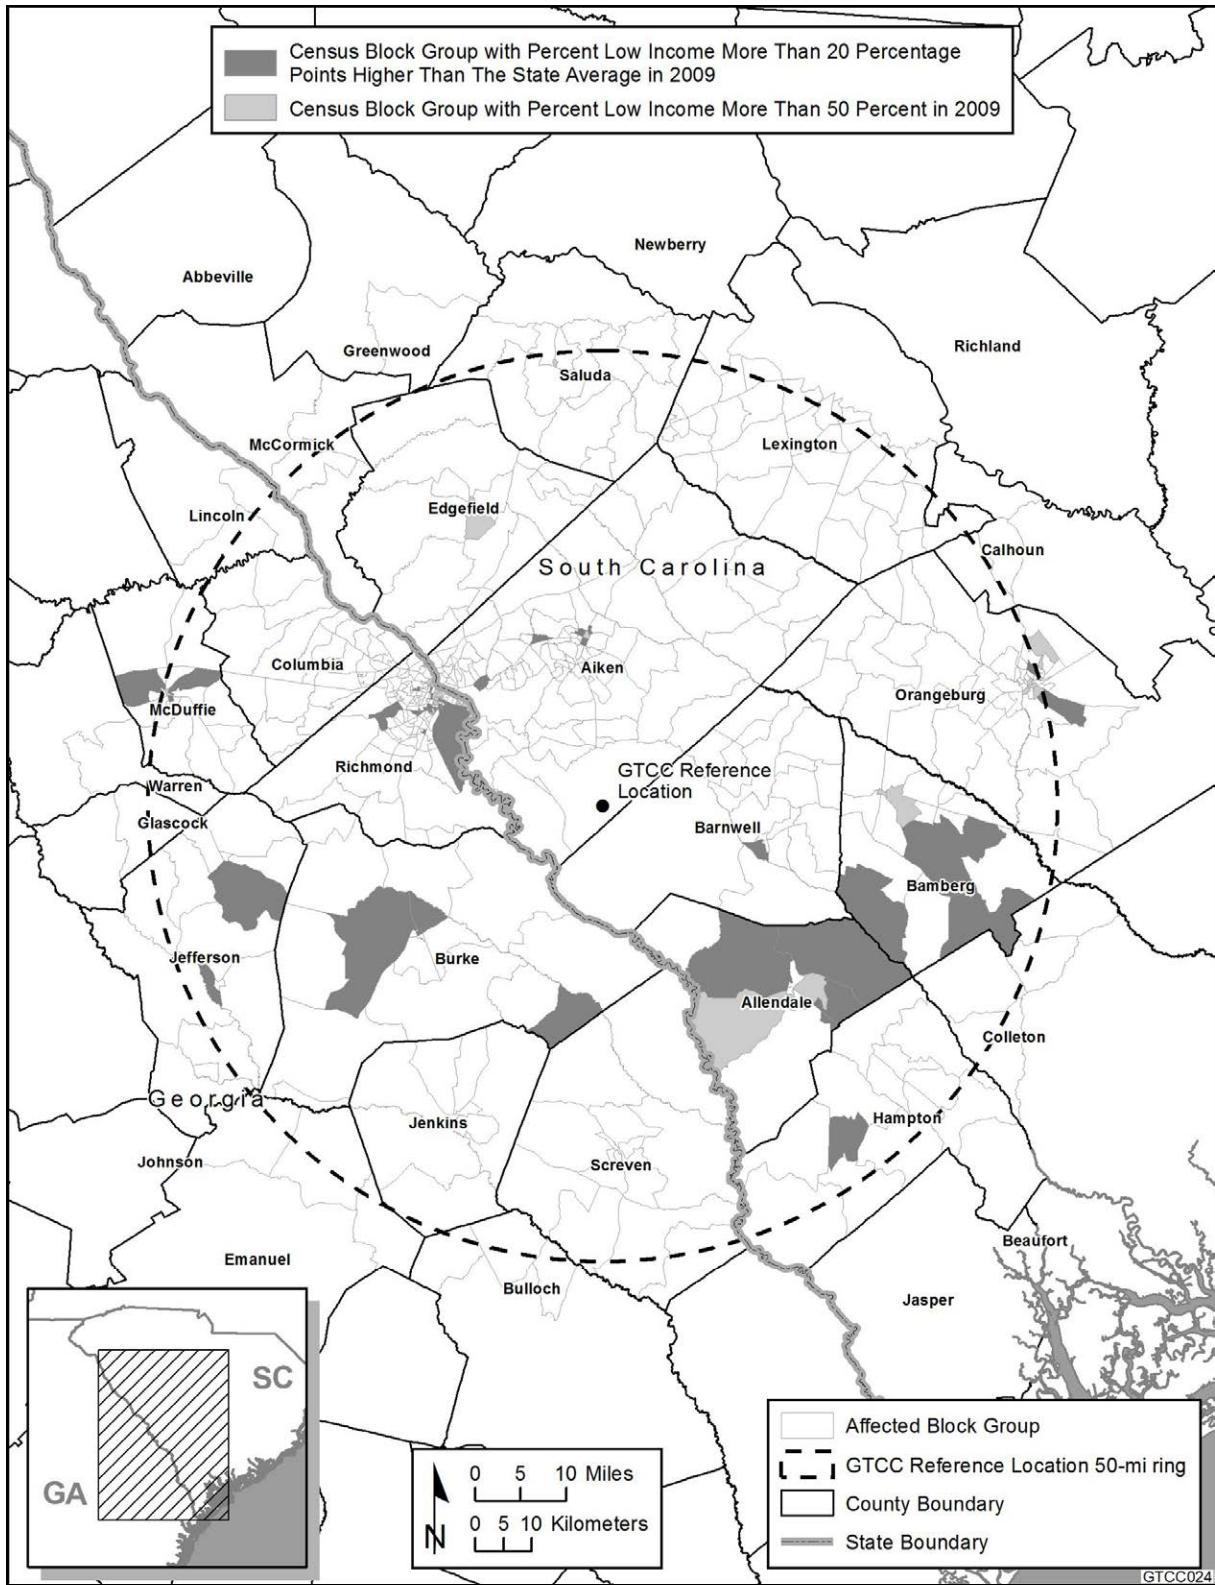 Census Block Group with Percent Low Income More Than 20 Percentage
Points Higher Than The State Average in 2009
Census Block Group with Percent Low Income More Than 50 Percent in 2009
Newberry
Abbeville
Greenwood
Richland
Saluda
McCormick
Lexington
Lincoln
Edgefield
Calhoun
South Carolina
Columbia
Aiken
Orangeburg
McDuffie
Richmond
GTCC Reference
Location
Warren
Glascock
Barnwell
Bamberg
Jefferson
Burke
Allendale
Colleton
Georgia
Jenkins
Hampton
Johnson
Screven
Beaufort
Emanuel
Bulloch
Jasper
SC
GA
0 5 10 Miles
0 5 10 Kilometers
N
Affected Block Group
GTCC Reference Location 50-mi ring
County Boundary
State Boundary
GTCC024